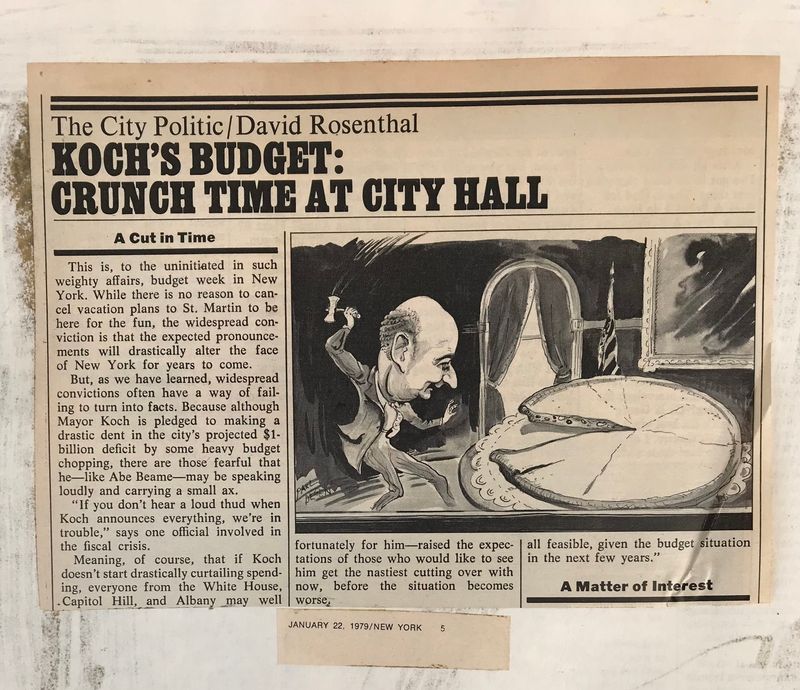 The City Politic/David Rosenthal
KOCH'S BUDGET:
CRUNCH TIME AT CITY HALL
A Cut in Time
This is, to the uninitiated in such
weighty affairs, budget week in New
York. While there is no reason to can-
cel vacation plans to St. Martin to be
here for the fun, the widespread con-
viction is that the expected pronounce-
ments will drastically alter the face
of New York for years to come.
But, as we have learned, widespread
convictions often have a way of fail-
ing to turn into facts. Because although
Mayor Koch is pledged to making a
drastic dent in the city's projected $1-
billion deficit by some heavy budget
chopping, there are those fearful that
he—like Abe Beame—may be speaking
loudly and carrying a small ax.
"If you don't hear a loud thud when
Koch announces everything, we're in
trouble," says one official involved in
the fiscal crisis.
Meaning, of course, that if Koch
doesn't start drastically curtailing spend-
ing, everyone from the White House,
Capitol Hill, and Albany may well
fortunately for him—raised the expec-
tations of those who would like to see
him get the nastiest cutting over with
now, before the situation becomes
worse,
all feasible, given the budget situation
in the next few years."
A Matter of Interest
JANUARY 22, 1979/NEW YORK 5